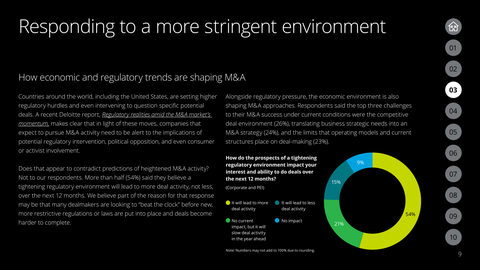 Responding to a more stringent environment
How economic and regulatory trends are shaping M&A
Countries around the world, including the United States, are setting higher
regulatory hurdles and even intervening to question specific potential
deals. A recent Deloitte report, Regulatory realities amid the M&A market's
momentum, makes clear that in light of these moves, companies that
expect to pursue M&A activity need to be alert to the implications of
potential regulatory intervention, political opposition, and even consumer
or activist involvement.
Does that appear to contradict predictions of heightened M&A activity?
Not to our respondents. More than half (54%) said they believe a
tightening regulatory environment will lead to more deal activity, not less,
over the next 12 months. We believe part of the reason for that response
may be that many dealmakers are looking to "beat the clock" before new,
more restrictive regulations or laws are put into place and deals become
harder to complete.
Alongside regulatory pressure, the economic environment is also
shaping M&A approaches. Respondents said the top three challenges
to their M&A success under current conditions were the competitive
deal environment (26%), translating business strategic needs into an
M&A strategy (24%), and the limits that operating models and current
structures place on deal-making (23%).
How do the prospects of a tightening
regulatory environment impact your
interest and ability to do deals over
the next 12 months?
(Corporate and PEI)
It will lead to more
deal activity
It will lead to less
deal activity
No current
impact, but it will
slow deal activity
in the year ahead
No impact
9%
15%
21%
54%
Note: Numbers may not add to 100% due to rounding.
01
02
03
04
05
06
07
08
09
10
9